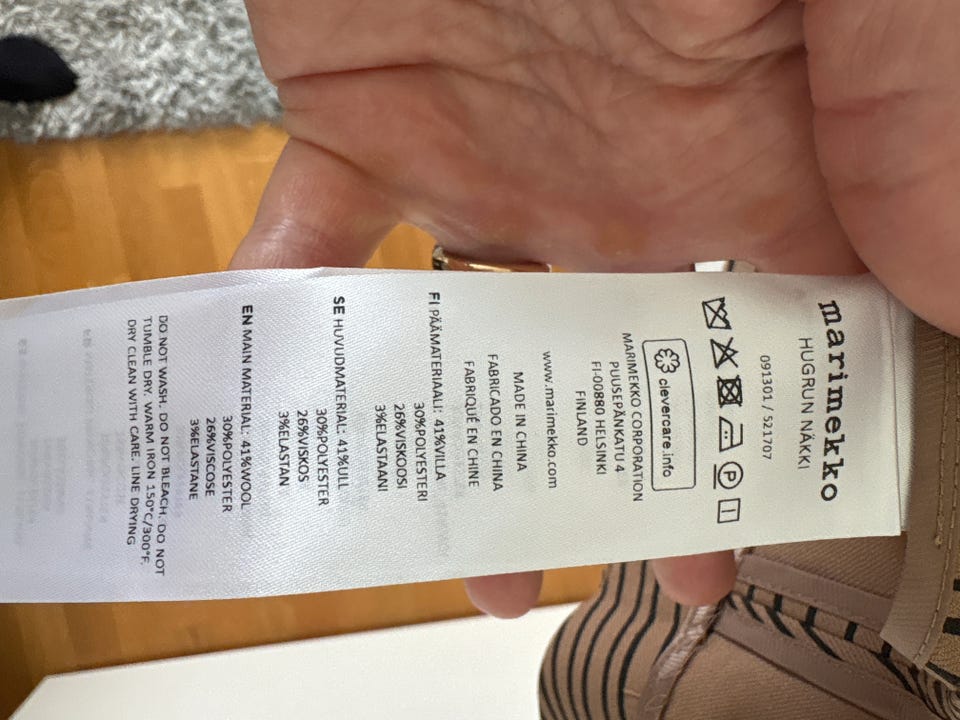 marimekko
HUGRUN NÄKKI
091301 / 521707
P
clevercare.info
MARIMEKKO CORPORATION
PUUSEPÄNKATU 4
FI-00880 HELSINKI
FINLAND
www.marimekko.com
MADE IN CHINA
FABRICADO EN CHINA
FABRIQUÉ EN CHINE
FI PÄÄMATERIAALI: 41%VILLA
30%POLYESTERI
26%VISKOOSI
3%ELASTAANI
SE HUVUDMATERIAL: 41%ULL
30%POLYESTER
26%VISKOS
3%ELASTAN
EN MAIN MATERIAL: 41%WOOL
30%POLYESTER
26%VISCOSE
3%ELASTANE
DO NOT WASH. DO NOT BLEACH. DO NOT
TUMBLE DRY. WARM IRON 150°C/300°F.
DRY CLEAN WITH CARE. LINE DRYING